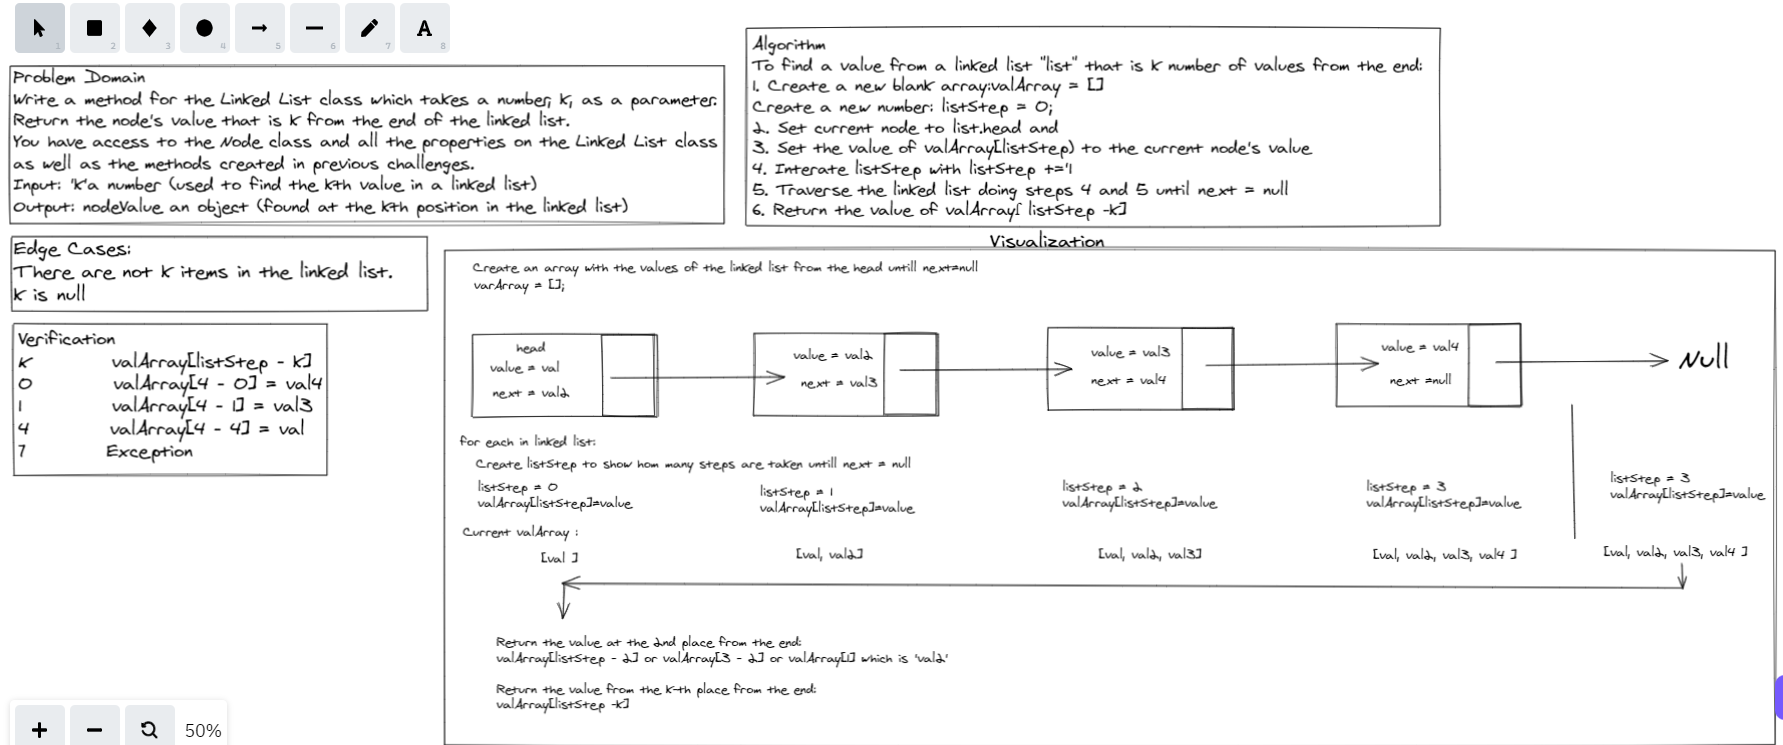 1
2
3
4
5
6
7
A
8
Problem Domain
Write a method for the Linked List class which takes a number, k, as a parameter.
Return the node's value that is k from the end of the linked list.
You have access to the Node class and all the properties on the Linked List class
as well as the methods created in previous challenges.
Input: 'k'a number (used to find the kth value in a linked list)
Output: nodeValue an object (found at the kth position in the linked list)
Algorithm
To find a value from a linked list "list" that is k number of values from the end:
1. Create a new blank array:valArray = []
Create a new number: listStep = 0;
2. Set current node to list.head and
3. Set the value of valArray[listStep) to the current node's value
4. Interate listStep with listStep +='1
5. Traverse the linked list doing steps 4 and 5 until next = null
6. Return the value of valArray[ listStep -k]
Edge Cases:
There are not k items in the linked list.
k is null
Verification
k valArray[listStep - k]
0 valArray[4 - 0] = val4
1 valArray[4 - 1] = val3
4 valArray[4 - 4] = val
7 Exception
Visualization
Create an array with the values of the linked list from the head untill next=null
varArray = [];
head
value = val
next = val2
value = val2
next = val3
value = val3
next = val4
value = val4
next =null
Null
for each in linked list:
Create listStep to show hom many steps are taken untill next = null
listStep = 0
valArray[listStep]=value
listStep = 1
valArray[listStep]=value
listStep = 2
valArray[listStep]=value
listStep = 3
valArray[listStep]=value
listStep = 3
valArray[listStep]=value
Current valArray :
[val ]
[val, val2]
[val, val2, val3]
[val, val2, val3, val4 ]
[val, val2, val3, val4 ]
Return the value at the 2nd place from the end:
valArray[listStep - 2] or valArray[3 - 2] or valArray[1] which is 'val2'
Return the value from the k-th place from the end:
valArray[listStep -k]
50%